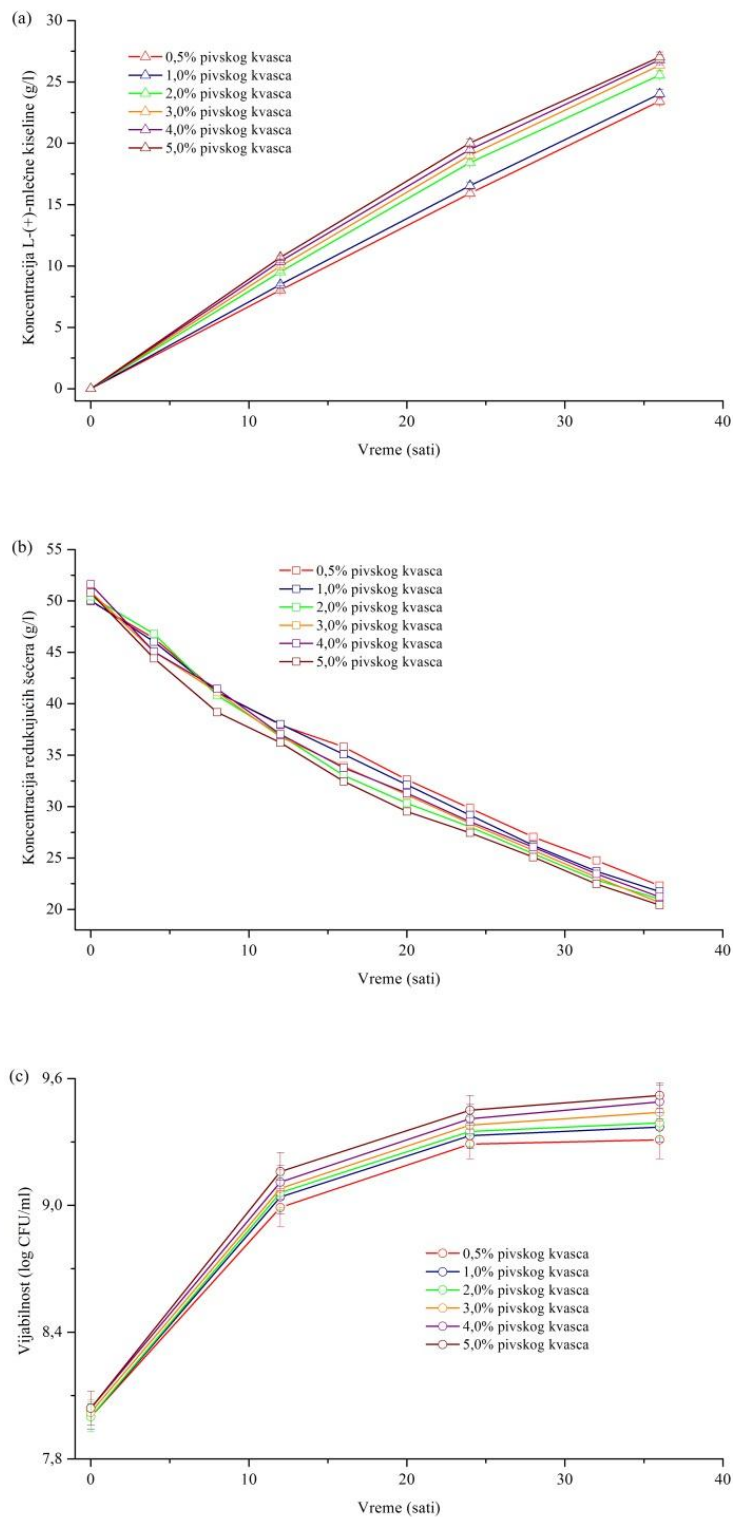 (a)
30
25
20
15
10
5
0
Koncentracija L-(+)-mlečne kiseline (g/l)
0,5% pivskog kvasca
1,0% pivskog kvasca
2,0% pivskog kvasca
3,0% pivskog kvasca
4,0% pivskog kvasca
5,0% pivskog kvasca
0 10 20 30 40
Vreme (sati)
(b)
55
50
45
40
35
30
25
20
Koncentracija redukujućih šećera (g/l)
0,5% pivskog kvasca
1,0% pivskog kvasca
2,0% pivskog kvasca
3,0% pivskog kvasca
4,0% pivskog kvasca
5,0% pivskog kvasca
0 10 20 30 40
Vreme (sati)
(c)
9,6
9,0
8,4
7,8
Vijabilnost (log CFU/ml)
0,5% pivskog kvasca
1,0% pivskog kvasca
2,0% pivskog kvasca
3,0% pivskog kvasca
4,0% pivskog kvasca
5,0% pivskog kvasca
0 10 20 30 40
Vreme (sati)